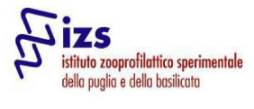 izs
istituto zooprofilattico sperimentale
della puglia e della basilicata